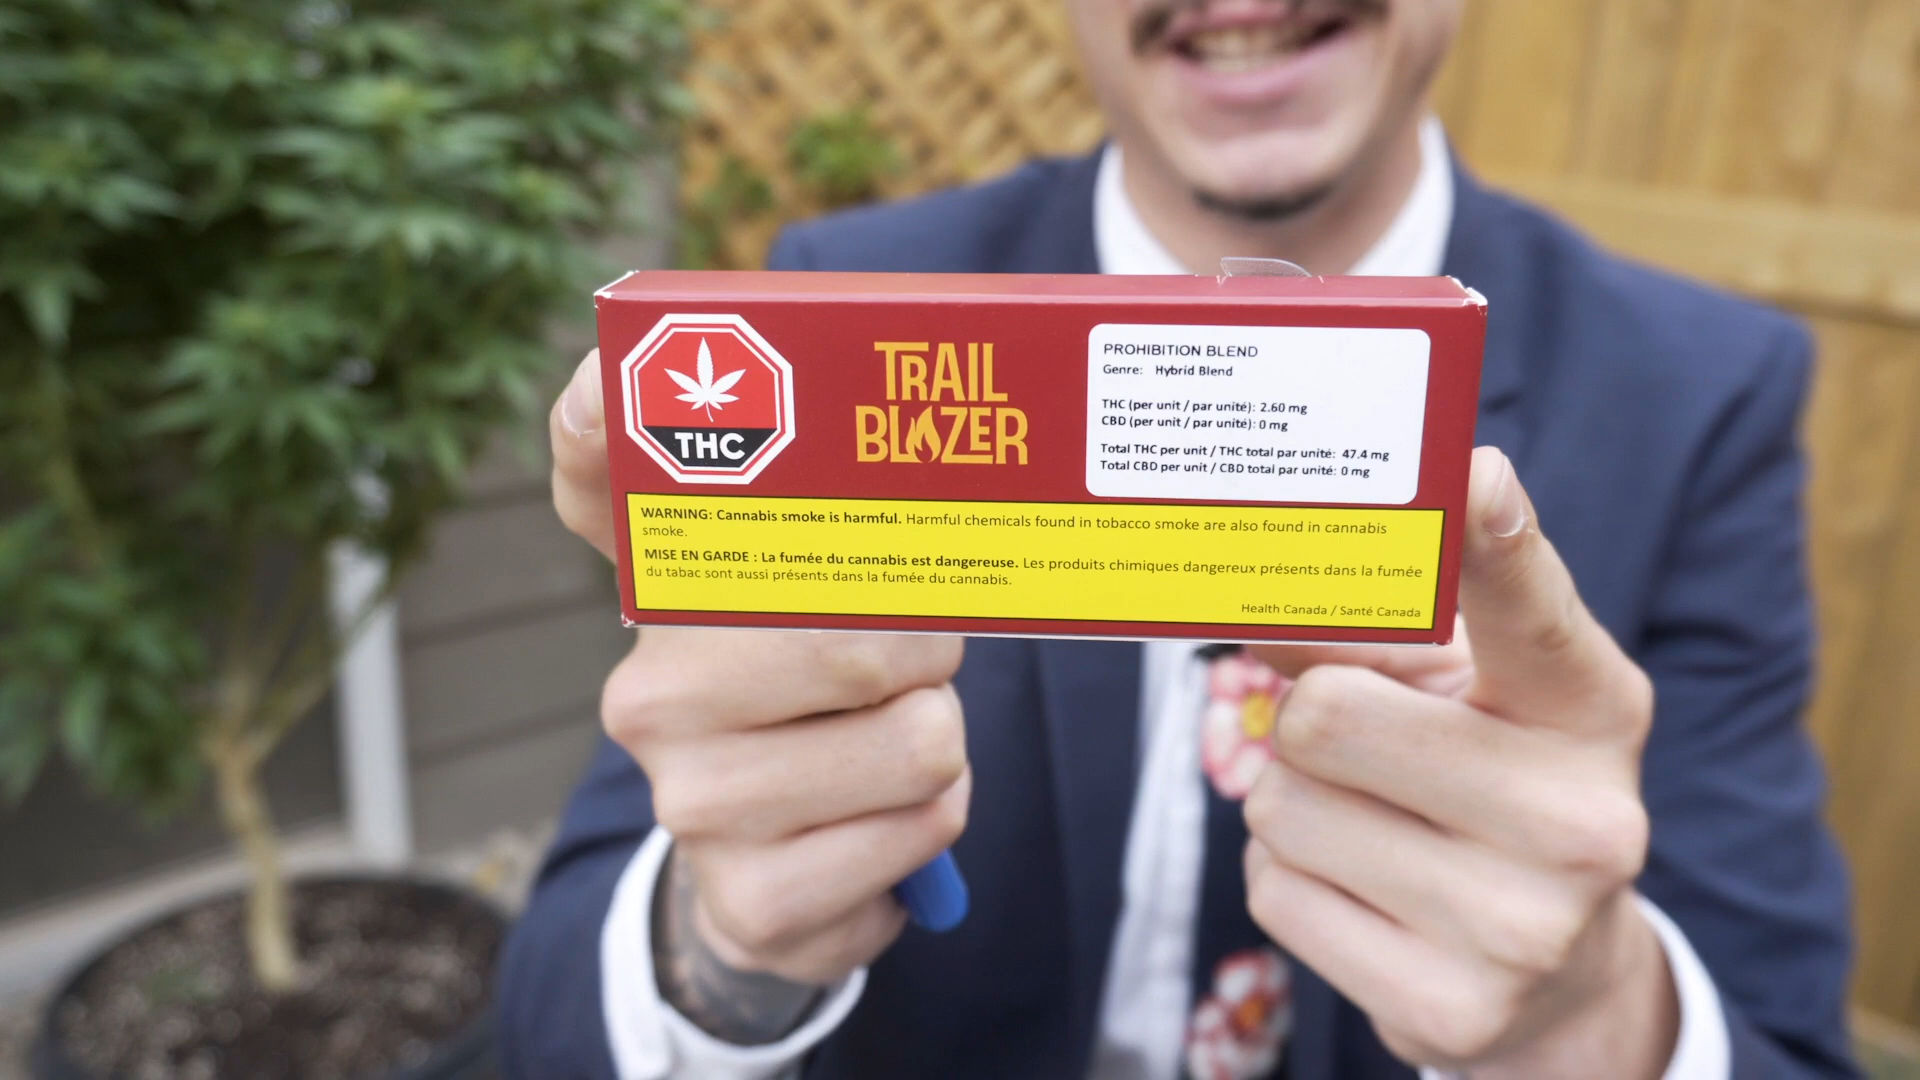 THC
TRAIL
BLAZER
PROHIBITION BLEND
Genre: Hybrid Blend
THC (per unit / par unité): 2.60 mg
CBD (per unit / par unité): 0 mg
Total THC per unit / THC total par unité: 47.4 mg
Total CBD per unit / CBD total par unité: 0 mg
WARNING: Cannabis smoke is harmful. Harmful chemicals found in tobacco smoke are also found in cannabis
smoke.
MISE EN GARDE : La fumée du cannabis est dangereuse. Les produits chimiques dangereux présents dans la fumée
du tabac sont aussi présents dans la fumée du cannabis.
Health Canada / Santé Canada